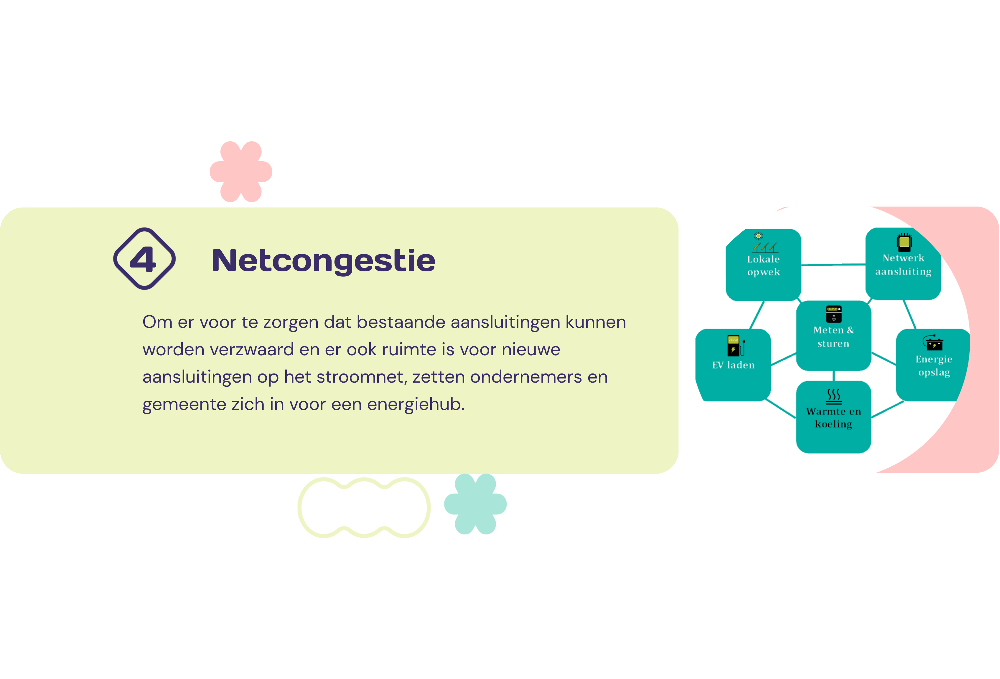 4
Netcongestie
Om er voor te zorgen dat bestaande aansluitingen kunnen
worden verzwaard en er ook ruimte is voor nieuwe
aansluitingen op het stroomnet, zetten ondernemers en
gemeente zich in voor een energiehub.
Lokale
opwek
Netwerk
aansluiting
123456
Meten &
sturen
JOULZ
EV laden
Energie
opslag
Warmte en
koeling